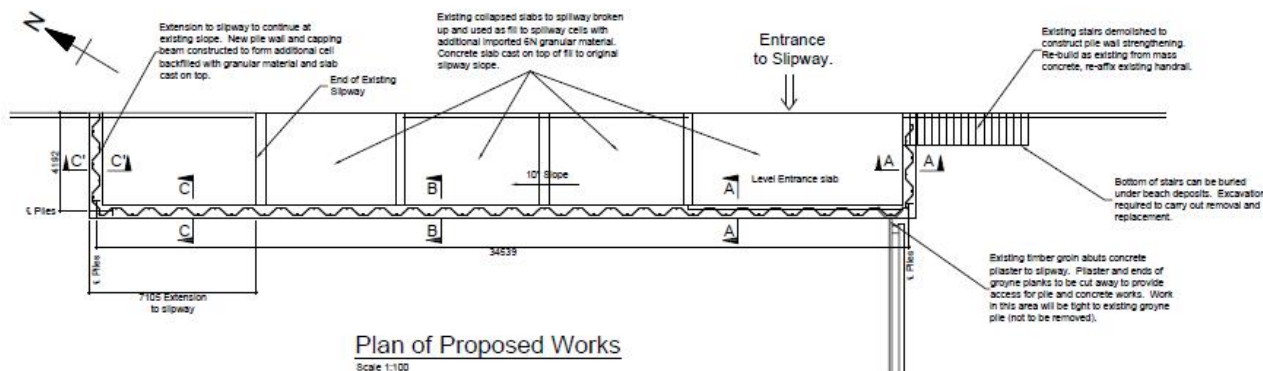 N
Extension to slipway to continue at
existing slope. New pile wall and capping
beam constructed to form additional cell
backfilled with granular material and slab
cast on top.
End of Existing
Slipway
Existing collapsed slabs to spillway broken
up and used as fill to spillway cells with
additional imported 6N granular material.
Concrete slab cast on top of fill to original
slipway slope.
Entrance
to Slipway.
Existing stairs demolished to
construct pile wall strengthening.
Re-build as existing from mass
concrete, re-affix existing handrail.
4192
C' C'
A A
10° Slope
Level Entrance slab
C B A
℄ Piles
C B A
34539
℄ Piles
℄ Piles
7105 Extension
to slipway
Bottom of stairs can be buried
under beach deposits. Excavation
required to carry out removal and
replacement.
Existing timber groin abuts concrete
pilaster to slipway. Pilaster and ends of
groyne planks to be cut away to provide
access for pile and concrete works. Work
in this area will be tight to existing groyne
pile (not to be removed).
Plan of Proposed Works
Scale 1:100